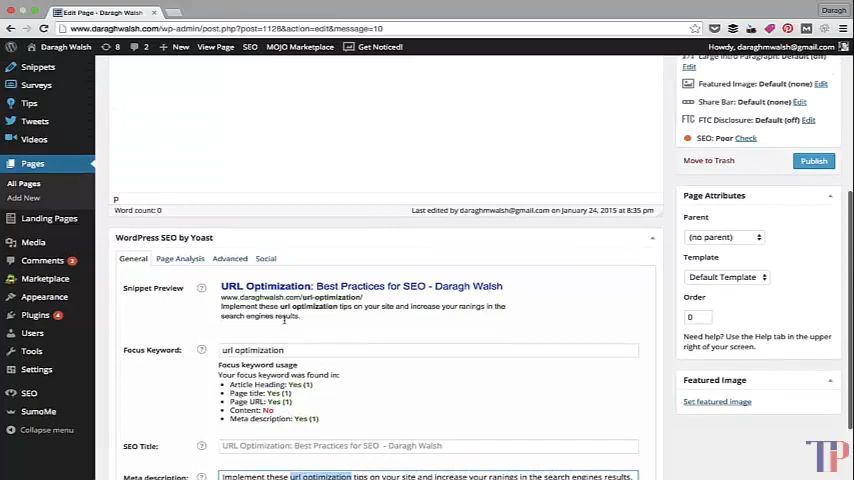 Edit Page ‹ Daragh Walsh —
Daragh
www.daraghwalsh.com/wp-admin/post.php?post=1128&action=edit&message=10
Daragh Walsh 8 2 + New View Page SEO MOJO Marketplace Get Noticed! Howdy, daraghmwalsh@gmail.com
Snippets
Surveys
Tips
Tweets
Videos
Pages
All Pages
Add New
Landing Pages
Media
Comments 2
Marketplace
Appearance
Plugins 4
Users
Tools
Settings
SEO
SumoMe
Collapse menu
p
Word count: 0 Last edited by daraghmwalsh@gmail.com on January 24, 2015 at 8:35 pm
WordPress SEO by Yoast
General Page Analysis Advanced Social
Snippet Preview
URL Optimization: Best Practices for SEO - Daragh Walsh
www.daraghwalsh.com/url-optimization/
Implement these url optimization tips on your site and increase your ranings in the
search engines results.
Focus Keyword: url optimization
Focus keyword usage
Your focus keyword was found in:
Article Heading: Yes (1)
Page title: Yes (1)
Page URL: Yes (1)
Content: No
Meta description: Yes (1)
SEO Title: URL Optimization: Best Practices for SEO - Daragh Walsh
Meta description: Implement these url optimization tips on your site and increase your ranings in the search engines results.
Large Intro Paragraph: Default (off)
Edit
Featured Image: Default (none) Edit
Share Bar: Default (none) Edit
FTC FTC Disclosure: Default (off) Edit
SEO: Poor Check
Move to Trash Publish
Page Attributes
Parent
(no parent)
Template
Default Template
Order
0
Need help? Use the Help tab in the upper
right of your screen.
Featured Image
Set featured image
TP